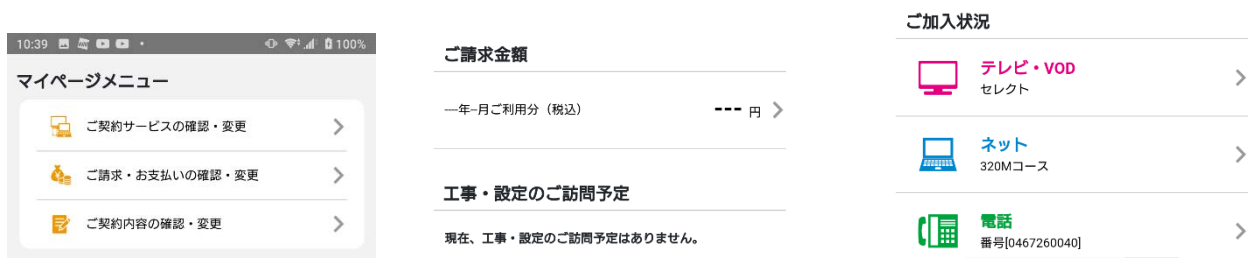 10:39
100%
マイページメニュー
ご契約サービスの確認・変更
ご請求・お支払いの確認・変更
ご契約内容の確認・変更
ご請求金額
---年--月ご利用分（税込）
--- 円
工事・設定のご訪問予定
現在、工事・設定のご訪問予定はありません。
ご加入状況
テレビ・VOD
セレクト
ネット
320Mコース
電話
番号[0467260040]